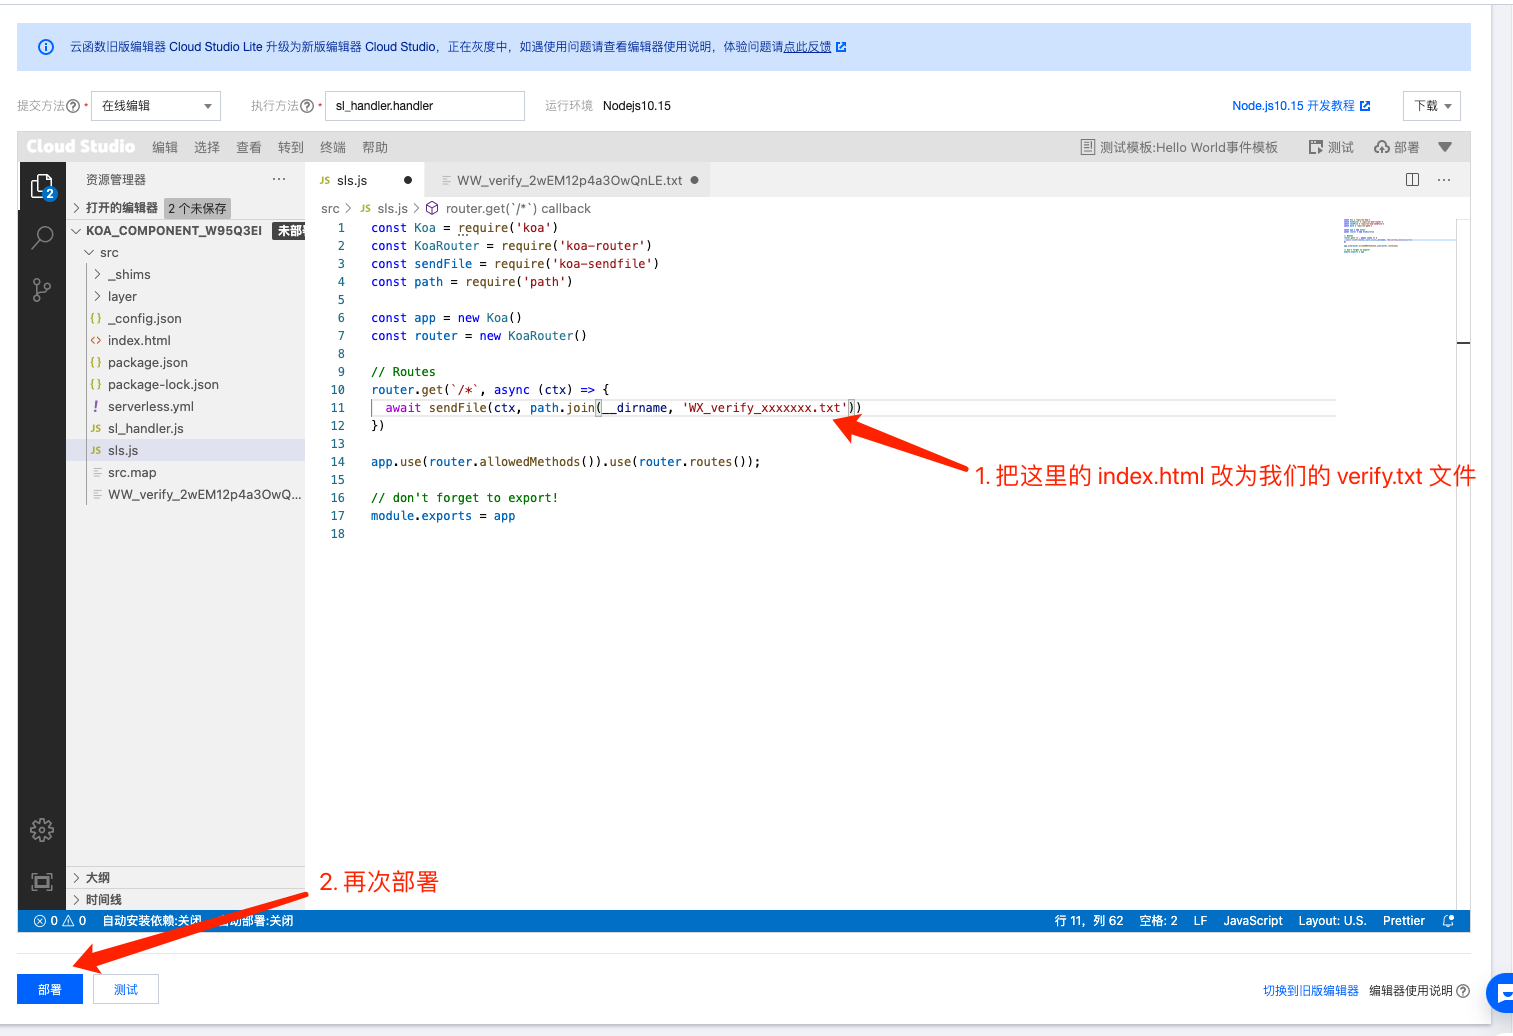 云函数旧版编辑器 Cloud Studio Lite 升级为新版编辑器 Cloud Studio，正在灰度中，如遇使用问题请查看编辑器使用说明，体验问题请点此反馈
提交方法 * 在线编辑 执行方法 * sl_handler.handler 运行环境 Nodejs10.15 Node.js10.15 开发教程 下载
Cloud Studio 编辑 选择 查看 转到 终端 帮助 测试模板:Hello World事件模板 测试 部署
2
资源管理器 ···
打开的编辑器 2 个未保存
KOA_COMPONENT_W95Q3EI
src
_shims
layer
{} _config.json
<> index.html
{} package.json
{} package-lock.json
! serverless.yml
JS sl_handler.js
JS sls.js
src.map
WW_verify_2wEM12p4a3OwQ...
大纲
时间线
JS sls.js ● WW_verify_2wEM12p4a3OwQnLE.txt ● ···
src > JS sls.js > router.get(`/*`) callback
1 const Koa = require('koa')
2 const KoaRouter = require('koa-router')
3 const sendFile = require('koa-sendfile')
4 const path = require('path')
5
6 const app = new Koa()
7 const router = new KoaRouter()
8
9 // Routes
10 router.get(`/*`, async (ctx) => {
11 await sendFile(ctx, path.join(__dirname, 'WX_verify_xxxxxxx.txt'))
12 })
13
14 app.use(router.allowedMethods()).use(router.routes());
15
16 // don't forget to export!
17 module.exports = app
18
1. 把这里的 index.html 改为我们的 verify.txt 文件
2. 再次部署
0 0 自动安装依赖:关闭 动部署:关闭 行 11，列 62 空格: 2 LF JavaScript Layout: U.S. Prettier
部署 测试 切换到旧版编辑器 编辑器使用说明